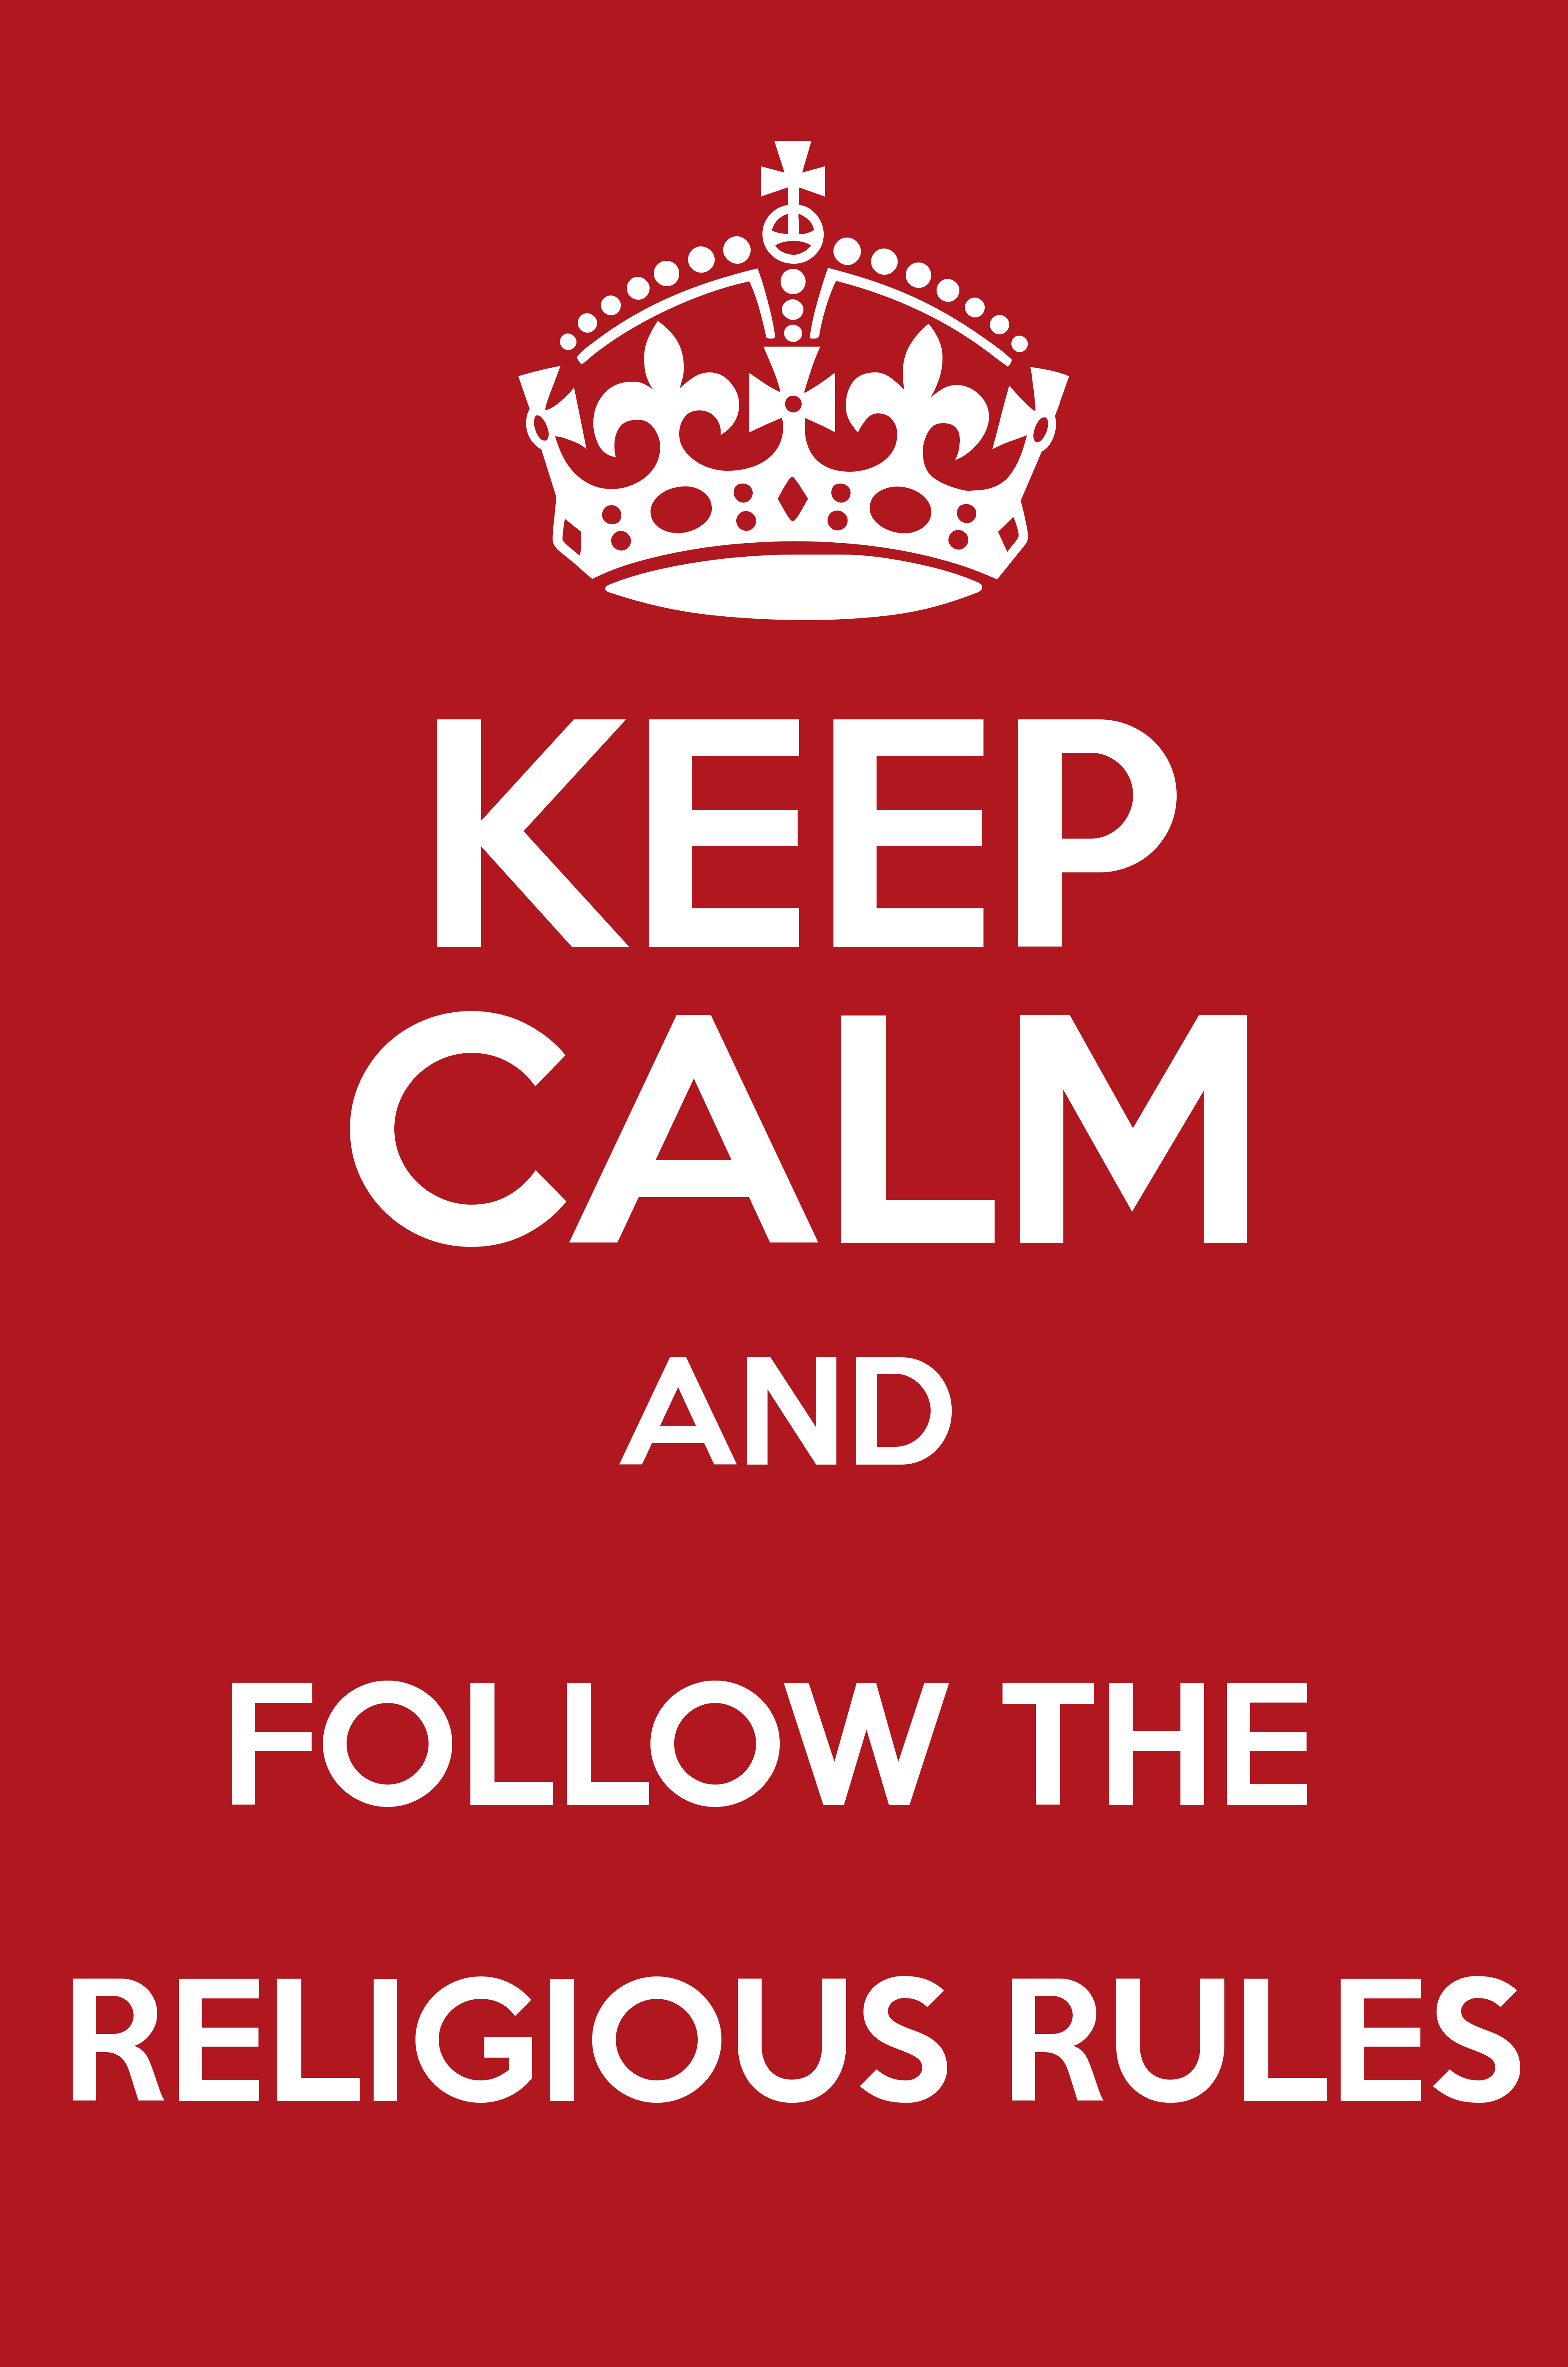 KEEP
CALM
AND
FOLLOW THE
RELIGIOUS RULES